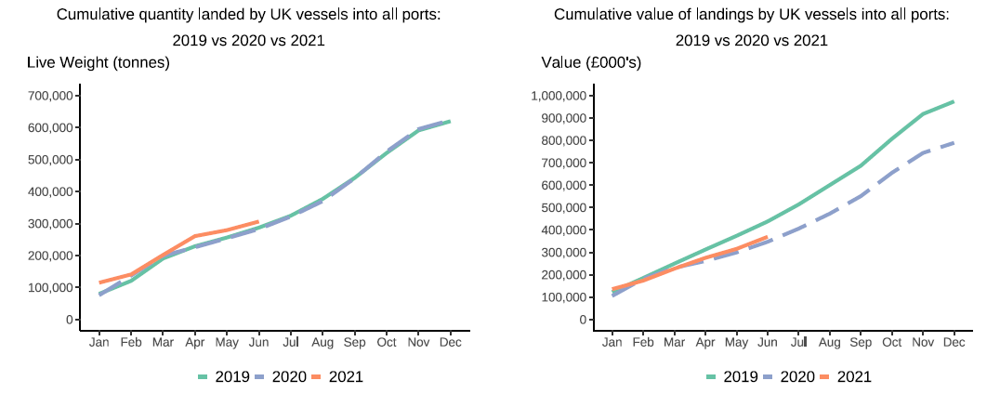 Cumulative quantity landed by UK vessels into all ports:
2019 vs 2020 vs 2021
Live Weight (tonnes)
700,000
600,000
500,000
400,000
300,000
200,000
100,000
0
Jan Feb Mar Apr May Jun Jul Aug Sep Oct Nov Dec
2019 2020 2021
Cumulative value of landings by UK vessels into all ports:
2019 vs 2020 vs 2021
Value (£000's)
1,000,000
900,000
800,000
700,000
600,000
500,000
400,000
300,000
200,000
100,000
0
Jan Feb Mar Apr May Jun Jul Aug Sep Oct Nov Dec
2019 2020 2021